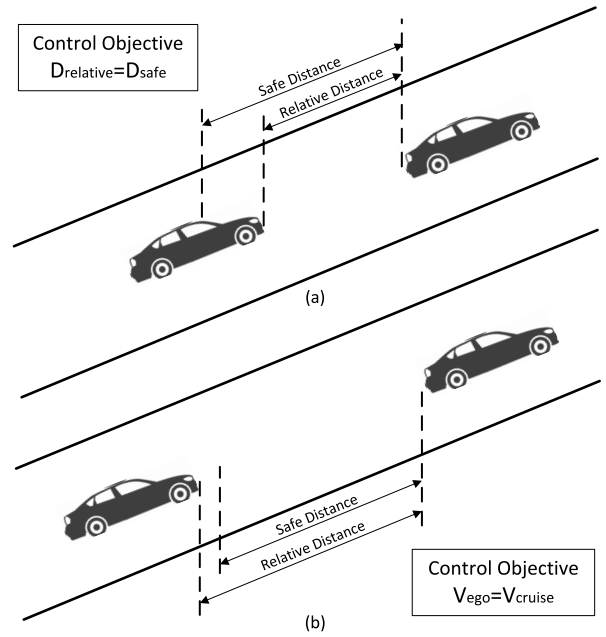 Control Objective
Drelative=Dsafe
Safe Distance
Relative Distance
(a)
Safe Distance
Relative Distance
Control Objective
Vego=Vcruise
(b)